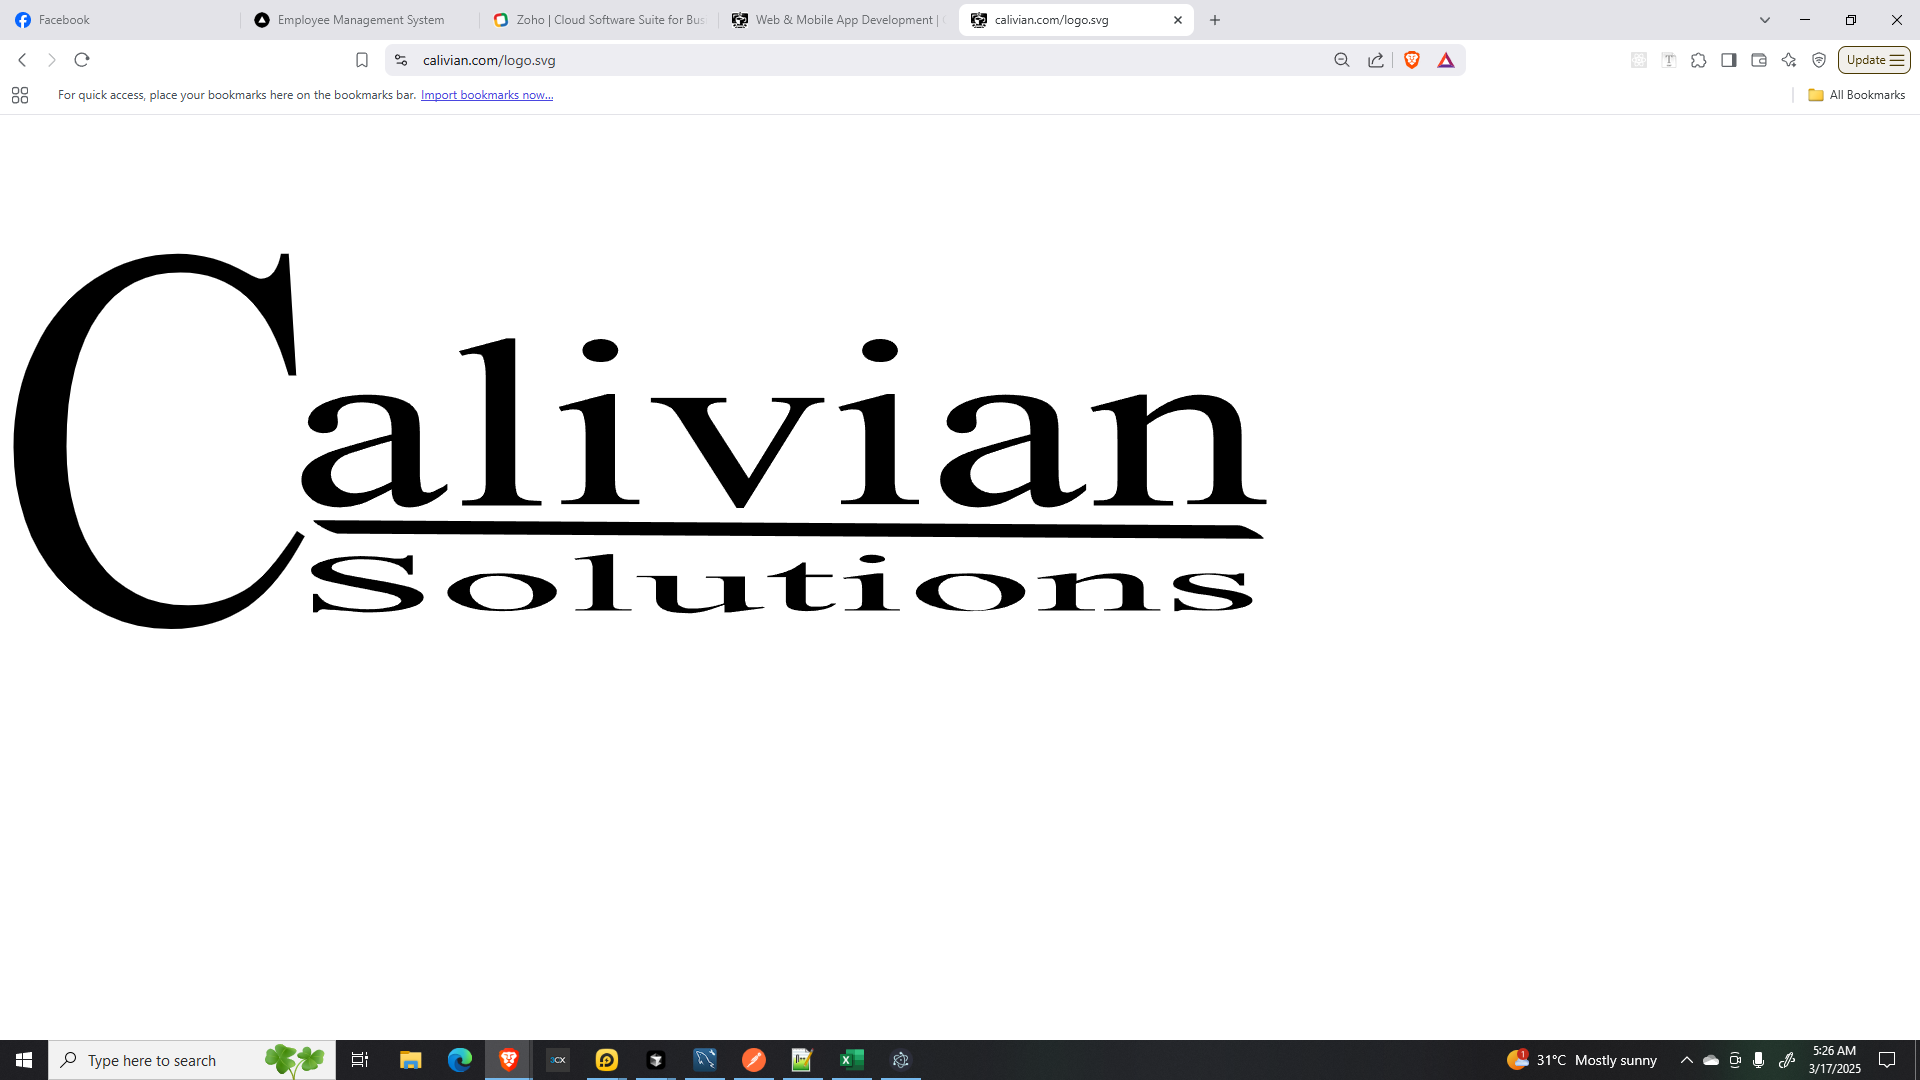 Facebook
Employee Management System
Zoho | Cloud Software Suite for Bus
Web & Mobile App Development |
calivian.com/logo.svg
calivian.com/logo.svg
Update
For quick access, place your bookmarks here on the bookmarks bar. Import bookmarks now...
All Bookmarks
Calivian
Solutions
Type here to search
3CX
1
31°C Mostly sunny
5:26 AM
3/17/2025